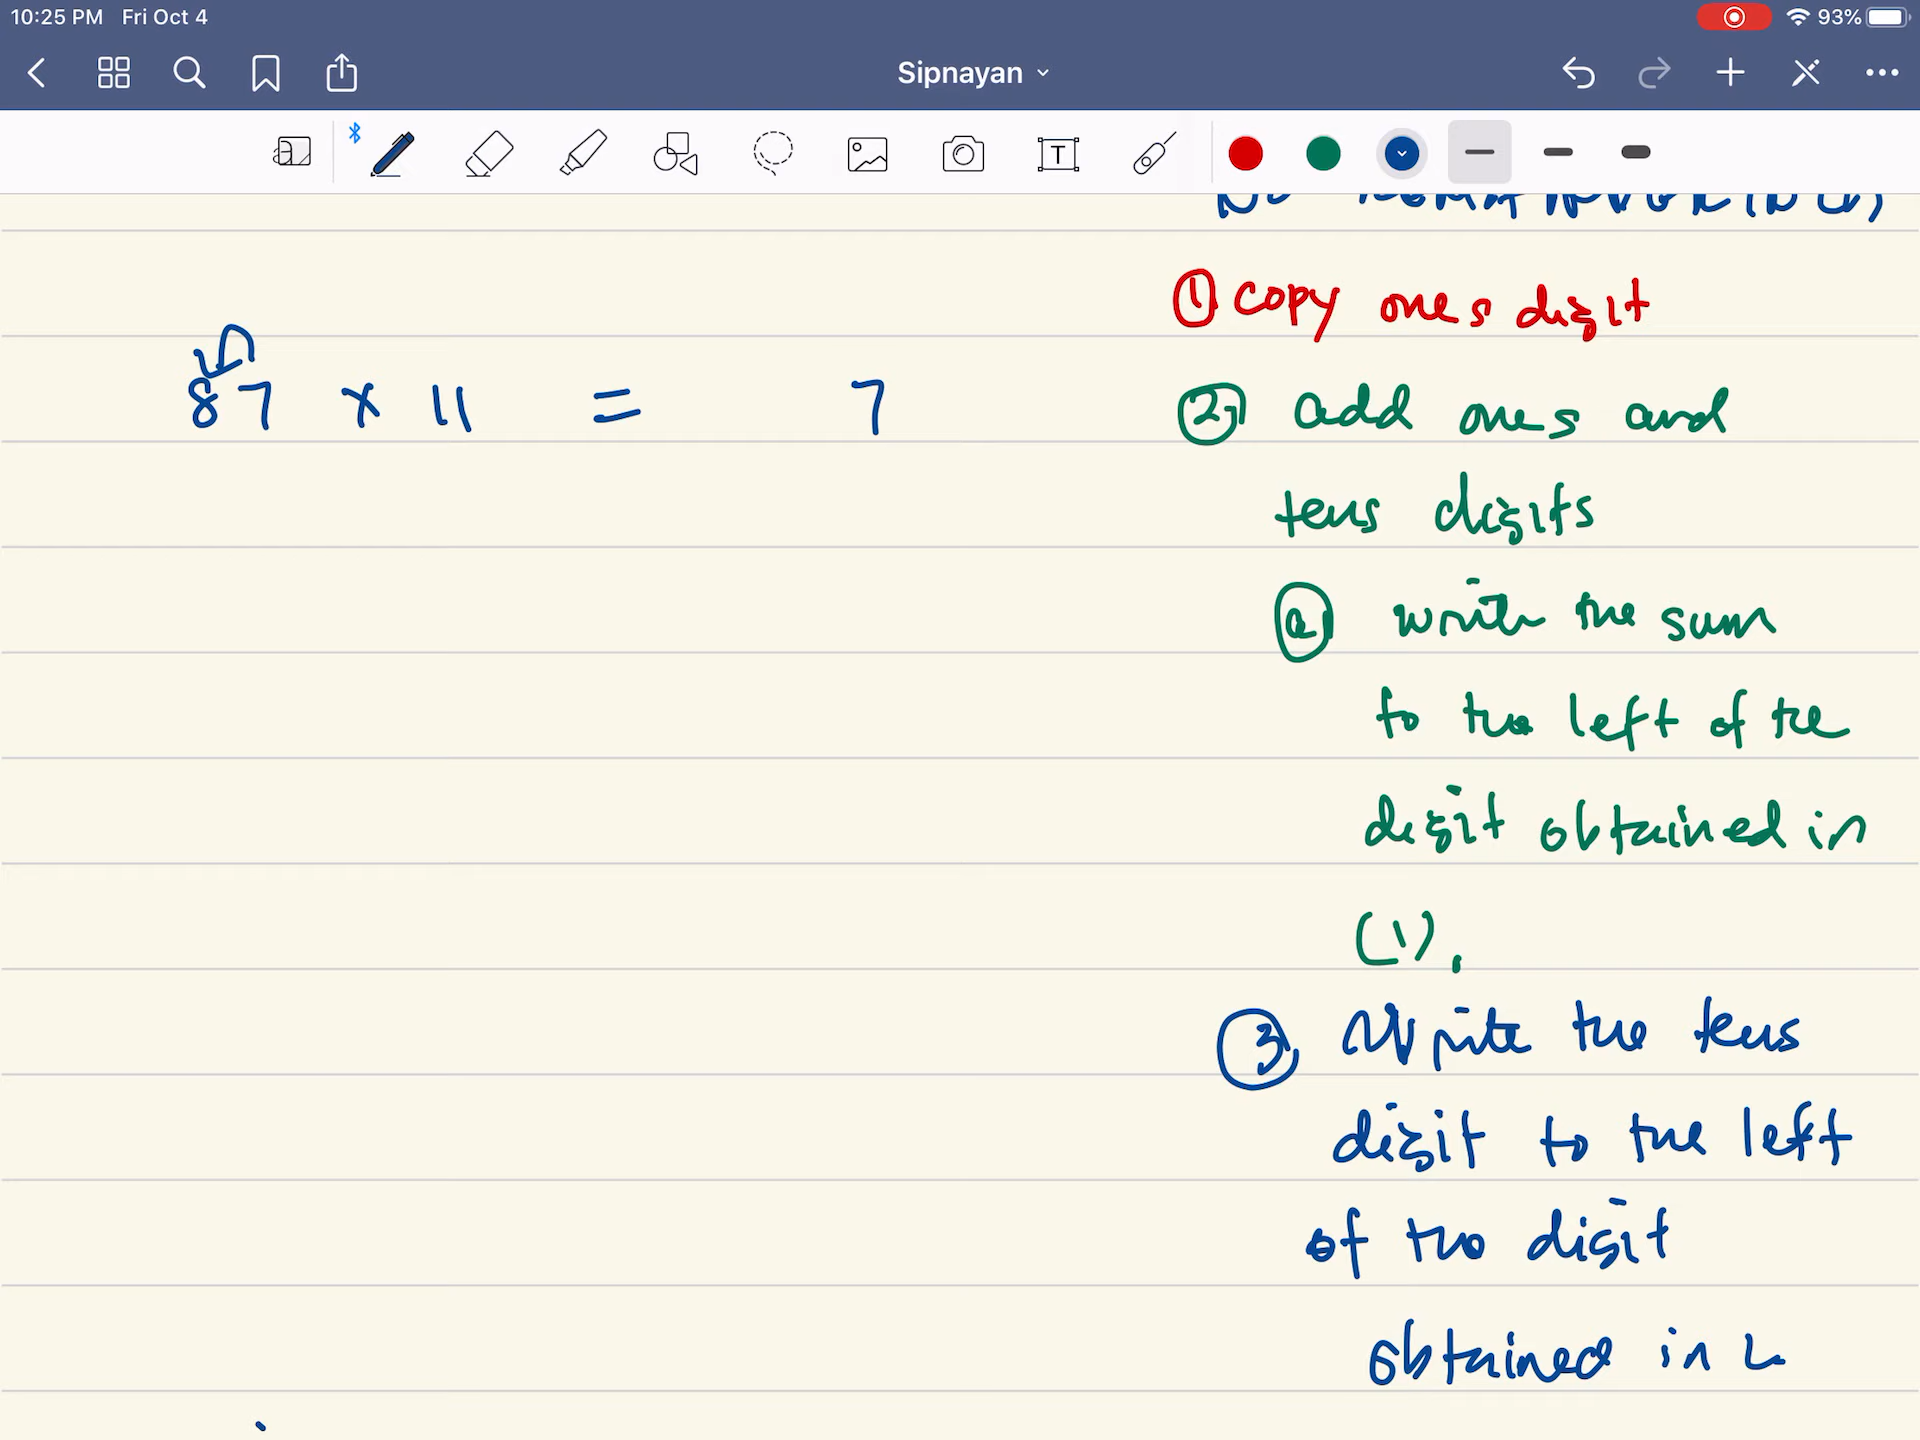 10:25 PM Fri Oct 4
93%
Sipnayan
T
① copy ones digit
87 × 11 = 7
② add ones and
tens digits
ⓐ write the sum
to the left of the
digit obtained in
(1).
③ Write the tens
digit to the left
of the digit
obtained in 2